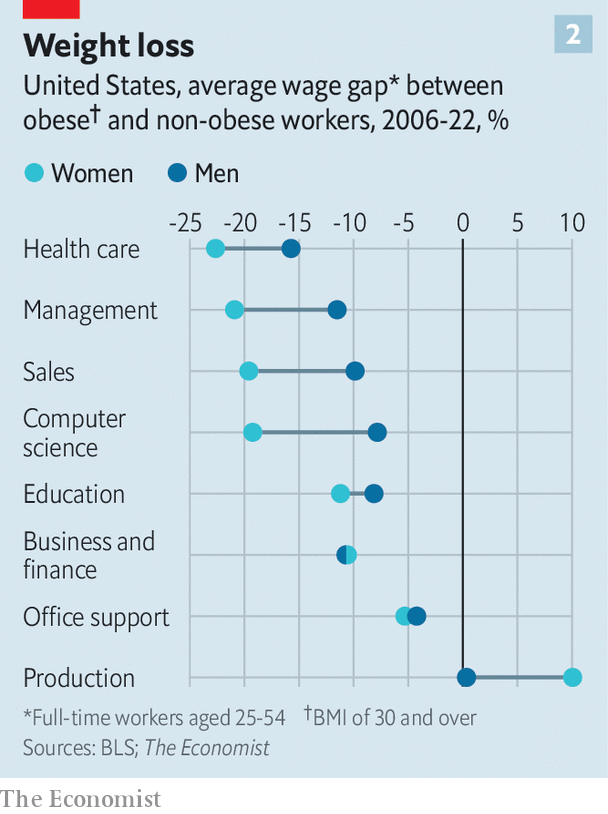 2
Weight loss
United States, average wage gap* between
obese† and non-obese workers, 2006-22, %
Women Men
-25 -20 -15 -10 -5 0 5 10
Health care
Management
Sales
Computer
science
Education
Business and
finance
Office support
Production
*Full-time workers aged 25-54 †BMI of 30 and over
Sources: BLS; The Economist
The Economist